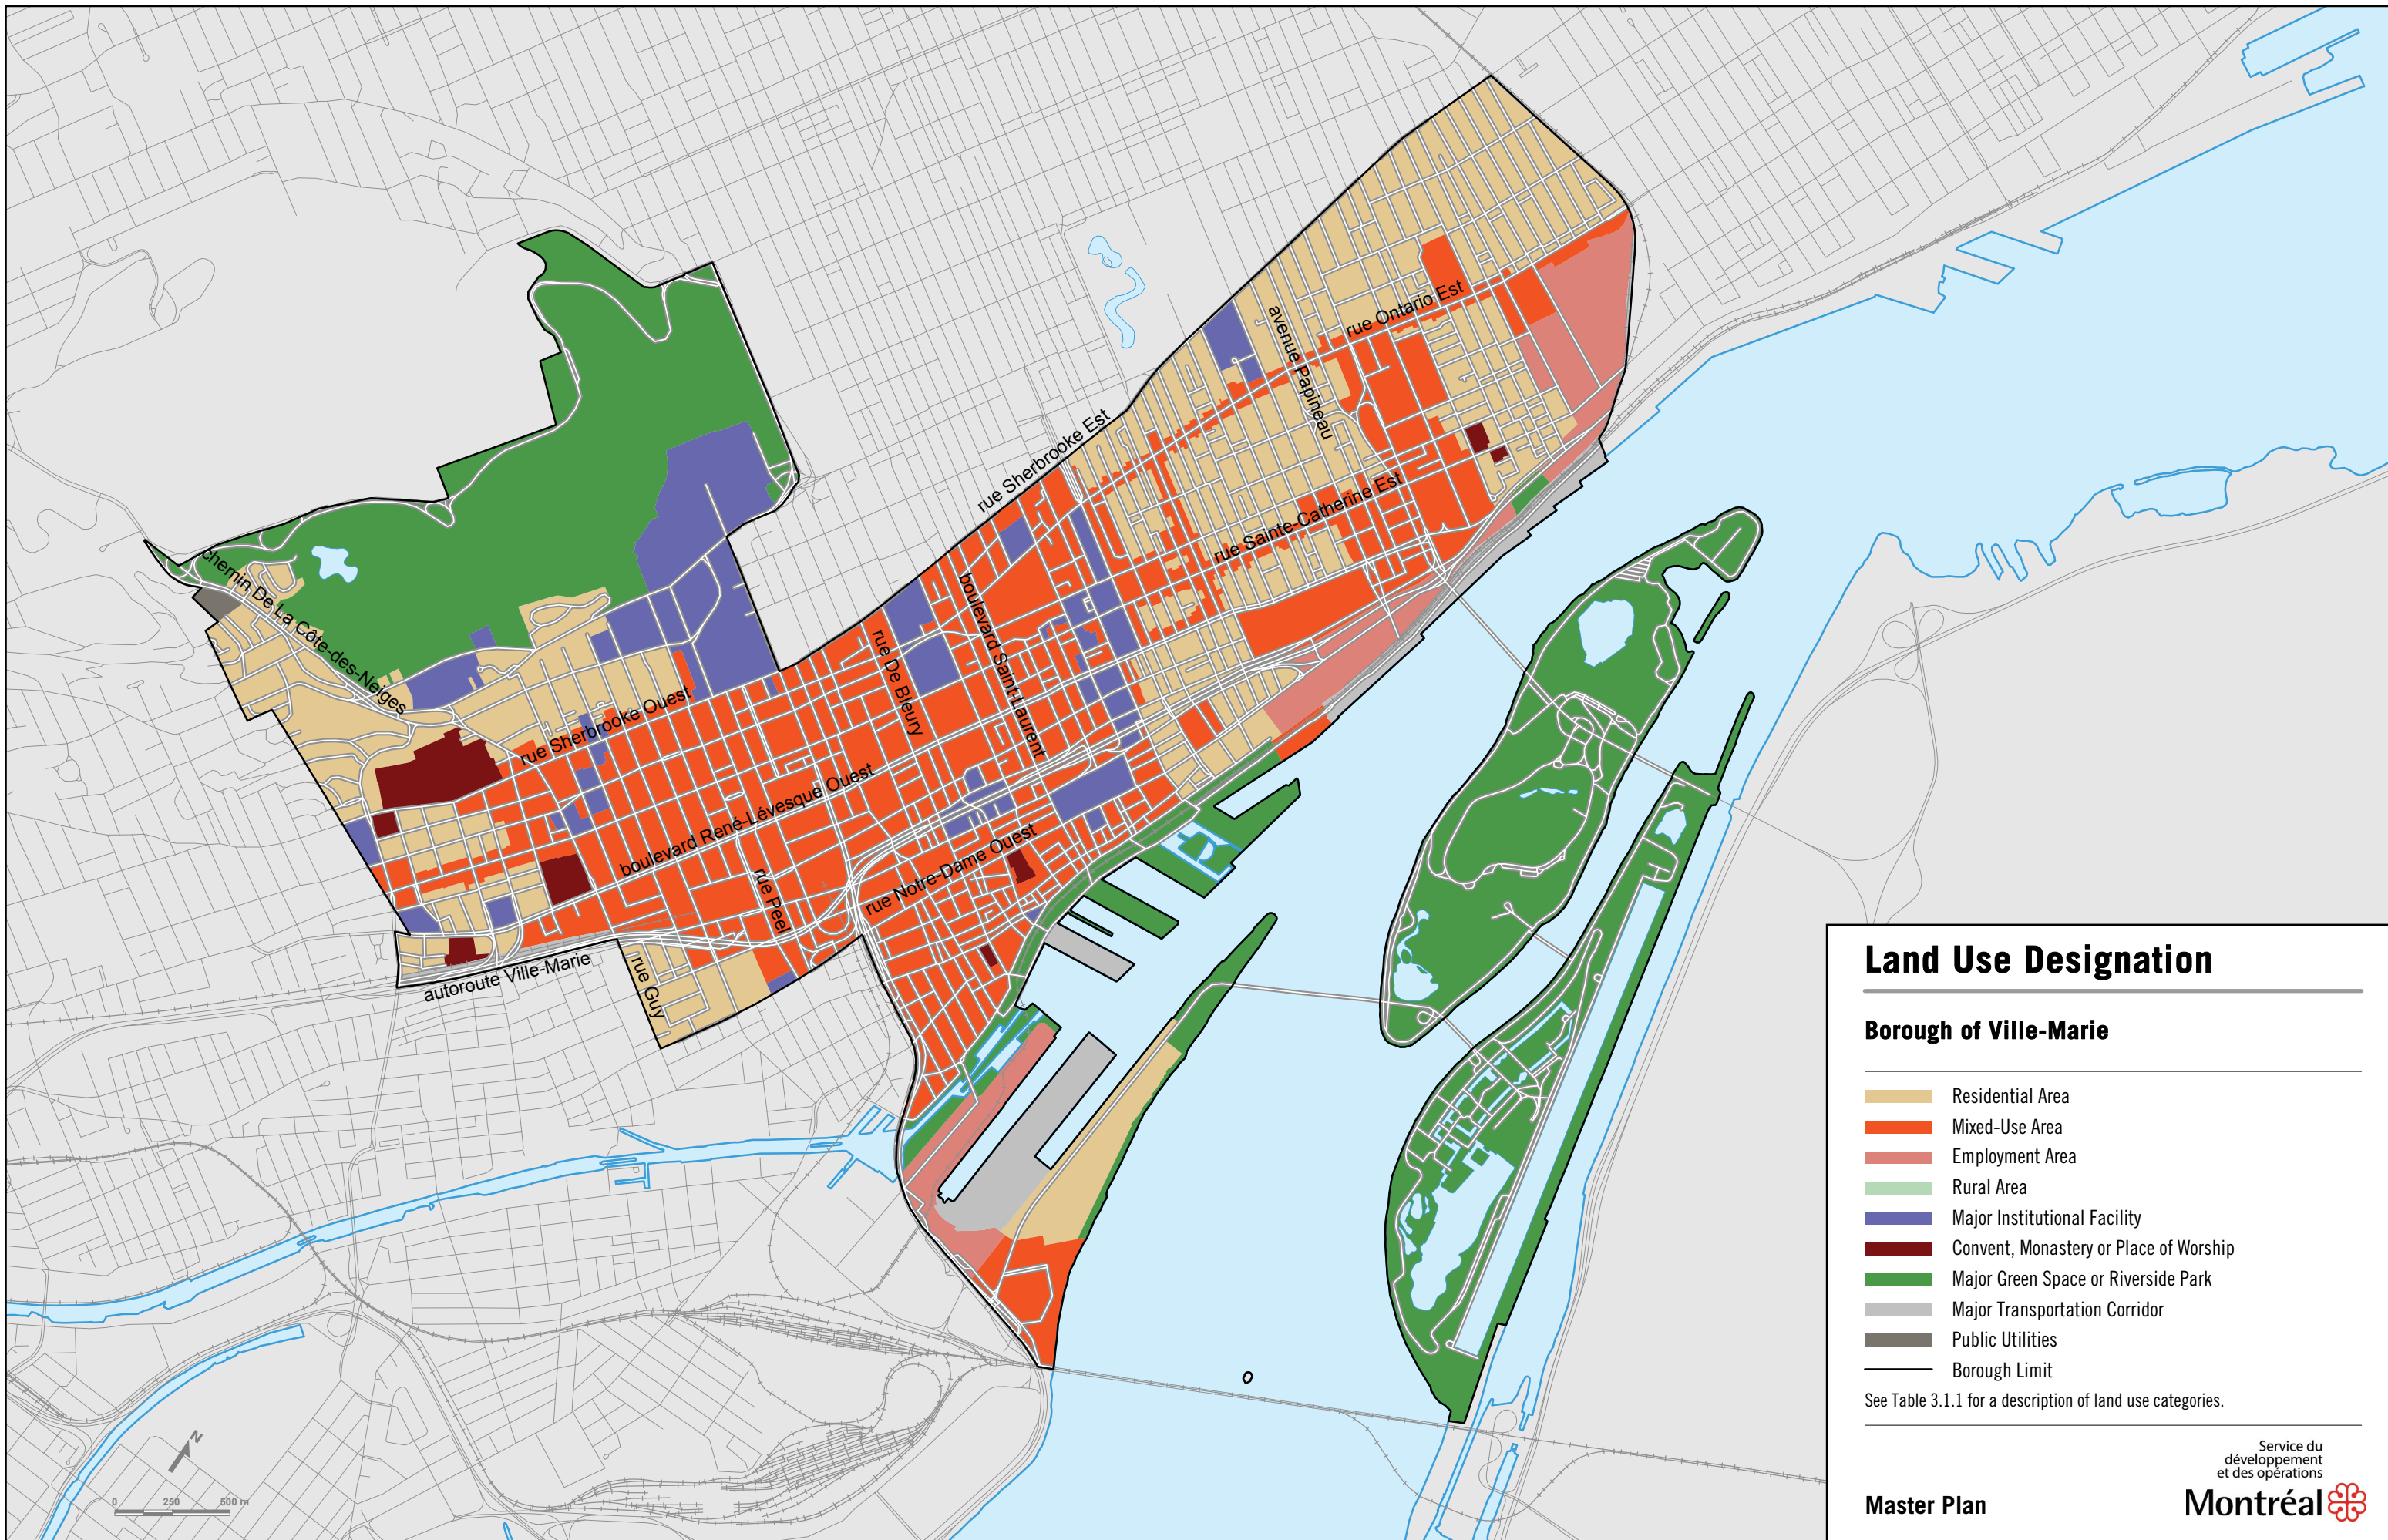 rue Ontario Est
avenue Papineau
rue Sherbrooke Est
rue Sainte-Catherine Est
chemin De La Côte-des-Neiges
boulevard Saint-Laurent
rue De Bleury
rue Sherbrooke Ouest
boulevard René-Lévesque Ouest
rue Notre-Dame Ouest
rue Peel
autoroute Ville-Marie
rue Guy
N
0 250 500 m
Land Use Designation
Borough of Ville-Marie
Residential Area
Mixed-Use Area
Employment Area
Rural Area
Major Institutional Facility
Convent, Monastery or Place of Worship
Major Green Space or Riverside Park
Major Transportation Corridor
Public Utilities
Borough Limit
See Table 3.1.1 for a description of land use categories.
Service du
développement
et des opérations
Master Plan
Montréal